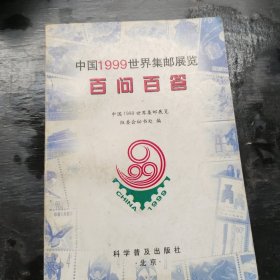 中国1999世界集邮展览
百问百答
中国1999世界集邮展览
组委会秘书处 编
CHINA 1999
科学普及出版社
·北京·